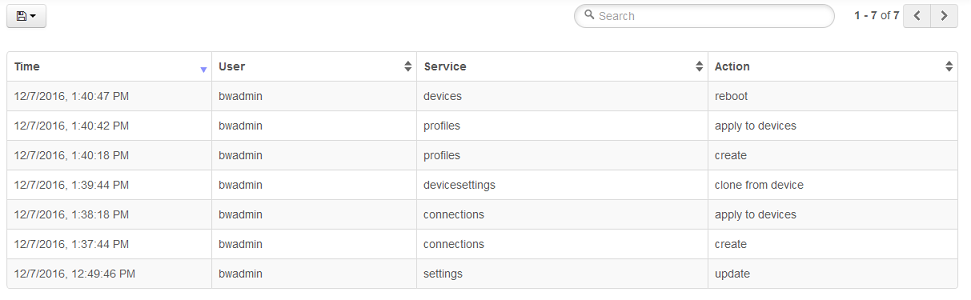 Search 1 - 7 of 7
Time User Service Action
12/7/2016, 1:40:47 PM bwadmin devices reboot
12/7/2016, 1:40:42 PM bwadmin profiles apply to devices
12/7/2016, 1:40:18 PM bwadmin profiles create
12/7/2016, 1:39:44 PM bwadmin devicesettings clone from device
12/7/2016, 1:38:18 PM bwadmin connections apply to devices
12/7/2016, 1:37:44 PM bwadmin connections create
12/7/2016, 12:49:46 PM bwadmin settings update